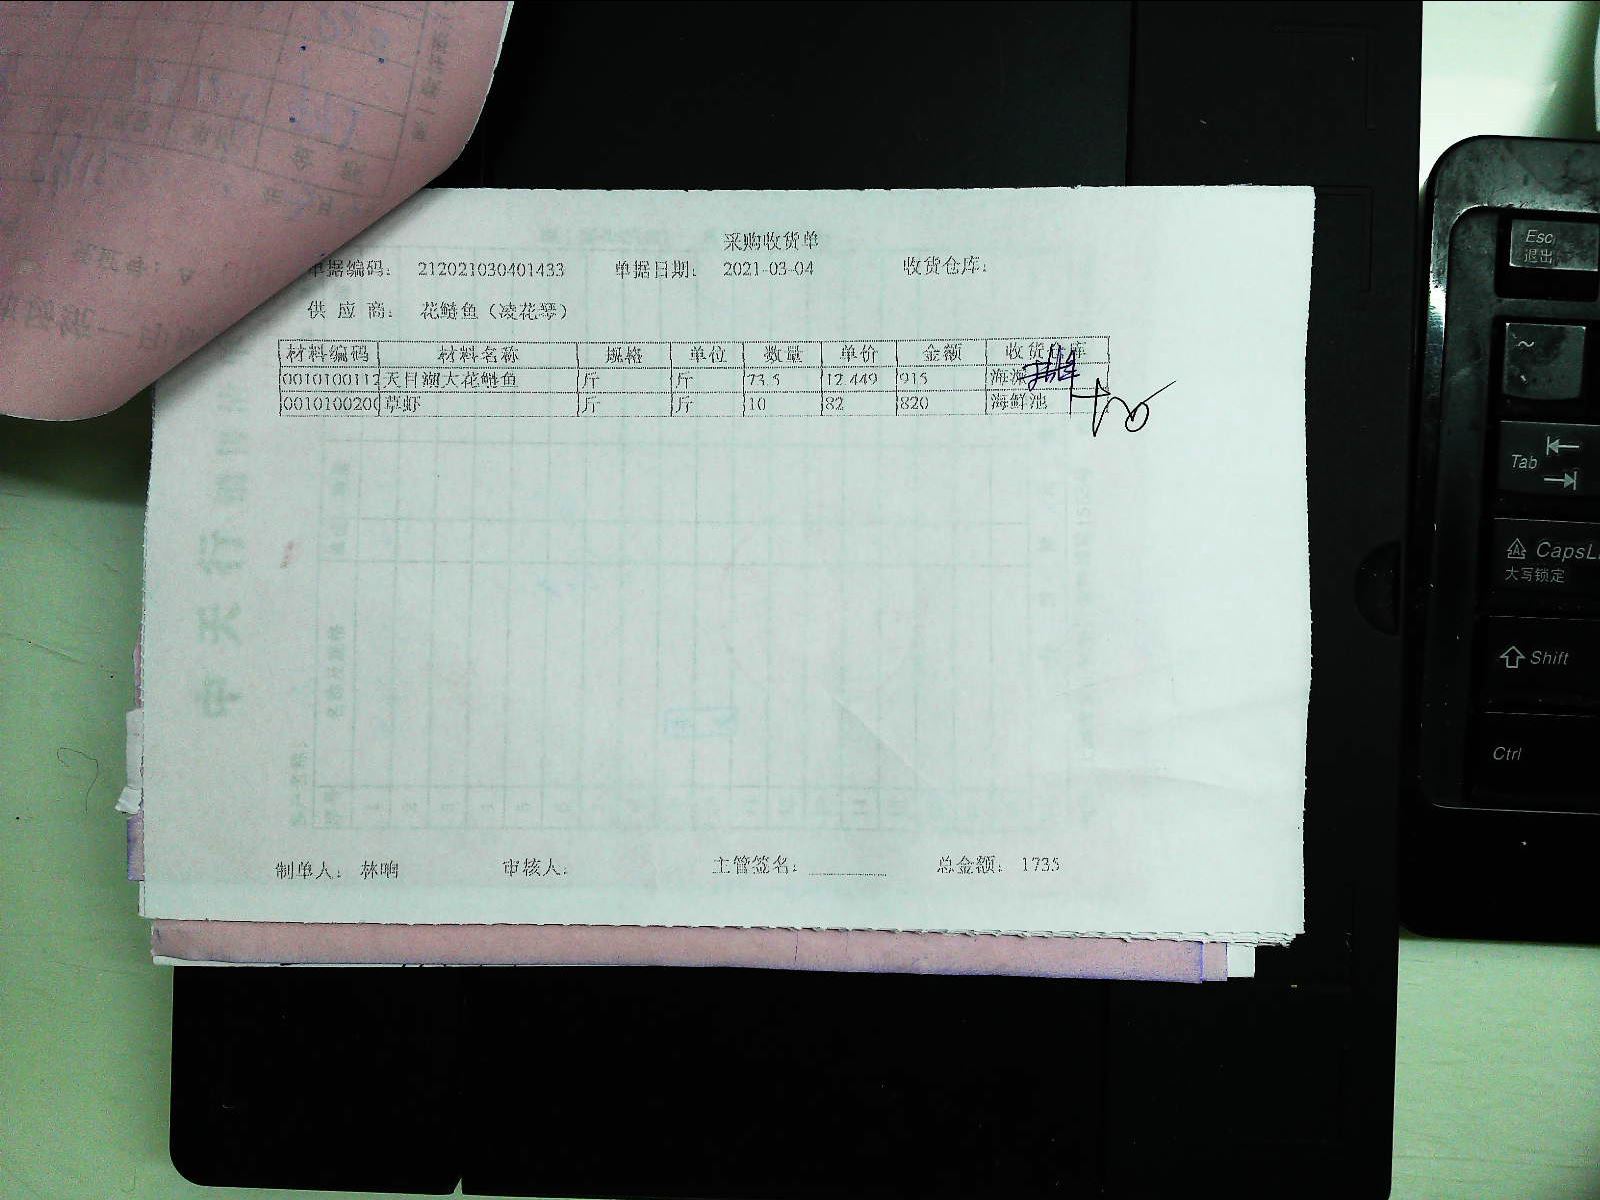 采购收货单
单据编码： 212021030401433 单据日期： 2021-03-04 收货仓库：
供应商： 花鲢鱼（凌花琴）
材料编码 材料名称 规格 单位 数量 单价 金额 收货仓库
0010100112 天目湖大花鲢鱼 斤 斤 73.5 12.449 915 海鲜
001010020 草虾 斤 斤 10 82 820 海鲜池
制单人： 林响 审核人： 主管签名： 总金额： 1735
Esc
退出
~
Tab
CapsL
大写锁定
Shift
Ctrl